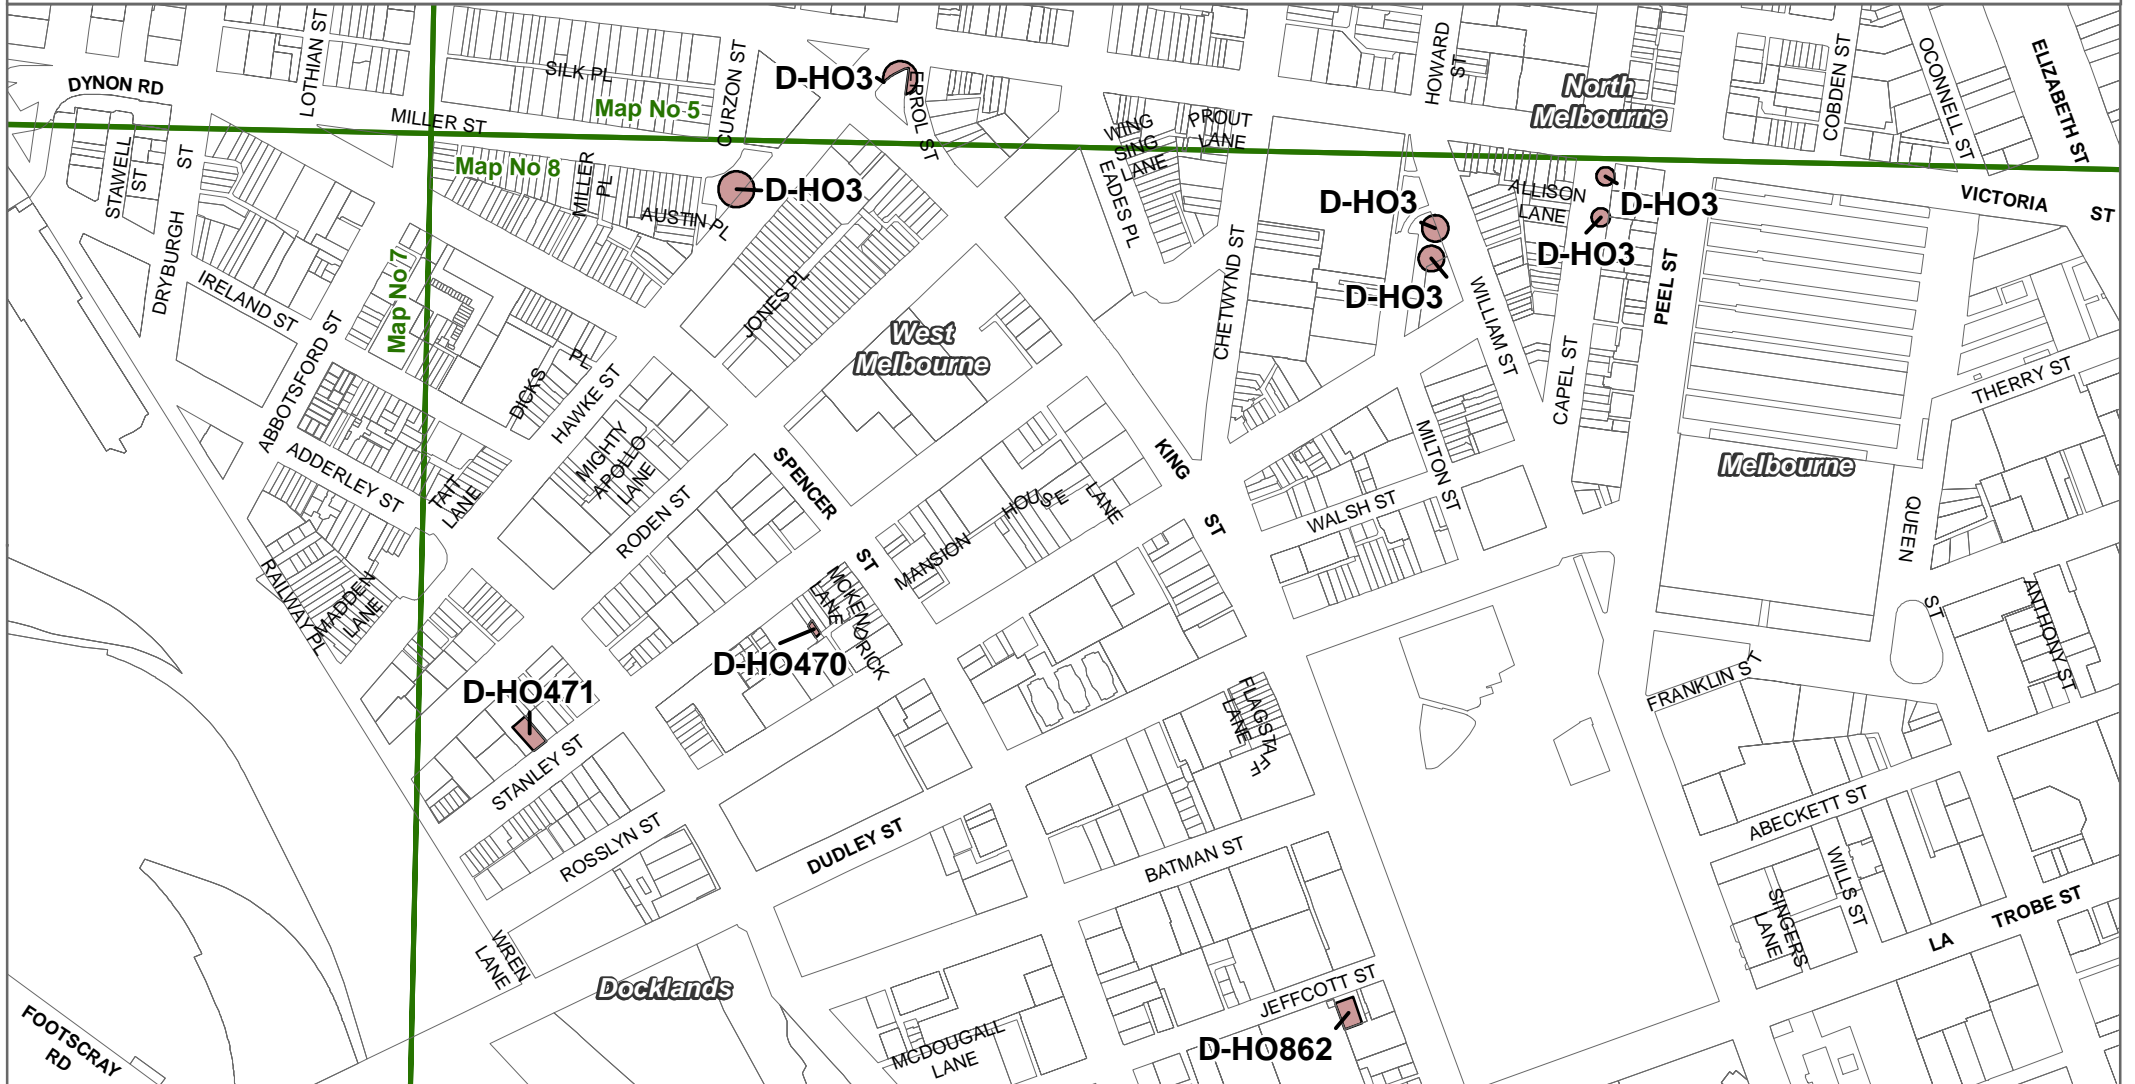 LOTHIAN ST
DYNON RD
SILK PL
CURZON ST
D-HO3
ERROL ST
HOWARD
ST
North
Melbourne
COBDEN ST
OCONNELL ST
ELIZABETH ST
Map No 5
MILLER ST
WING
SING
LANE
PROUT
LANE
STAWELL
ST
DRYBURGH
ST
Map No 8
MILLER
PL
AUSTIN PL
D-HO3
EADES PL
D-HO3
D-HO3
ALLISON
LANE
D-HO3
D-HO3
VICTORIA
ST
IRELAND ST
Map No 7
ABBOTSFORD ST
JONES PL
West
Melbourne
CHETWYND ST
WILLIAM ST
PEEL ST
CAPEL ST
THERRY ST
DICKS
PL
HAWKE ST
MIGHTY
APOLLO
LANE
ADDERLEY ST
TAIT
LANE
RODEN ST
SPENCER
ST
KING
ST
MILTON ST
WALSH ST
Melbourne
QUEEN
ST
MANSION
HOUSE
LANE
RAILWAY PL
MADDEN
LANE
MCKENDRICK
LANE
D-HO470
D-HO471
STANLEY ST
ROSSLYN ST
DUDLEY ST
FLAGSTAFF
LANE
FRANKLIN ST
ANTHONY ST
BATMAN ST
ABECKETT ST
WILLS ST
SINGERS
LANE
LA
TROBE ST
WREN
LANE
Docklands
JEFFCOTT ST
D-HO862
MCDOUGALL
LANE
FOOTSCRAY
RD